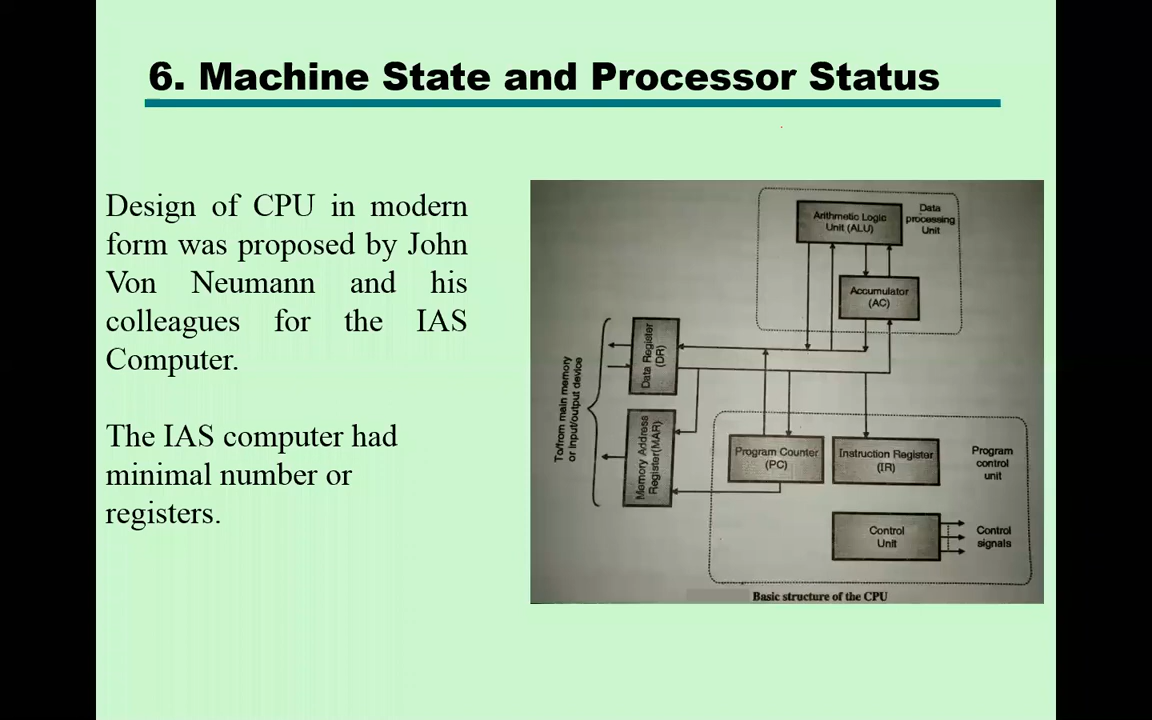 6. Machine State and Processor Status
Design of CPU in modern
form was proposed by John
Von Neumann and his
colleagues for the IAS
Computer.
The IAS computer had
minimal number or
registers.
Arithmetic Logic
Unit (ALU)
Data
processing
Unit
Accumulator
(AC)
Data Register
(DR)
To/from main memory
or input/output device
Memory Address
Register(MAR)
Program Counter
(PC)
Instruction Register
(IR)
Program
control
unit
Control
Unit
Control
signals
Basic structure of the CPU